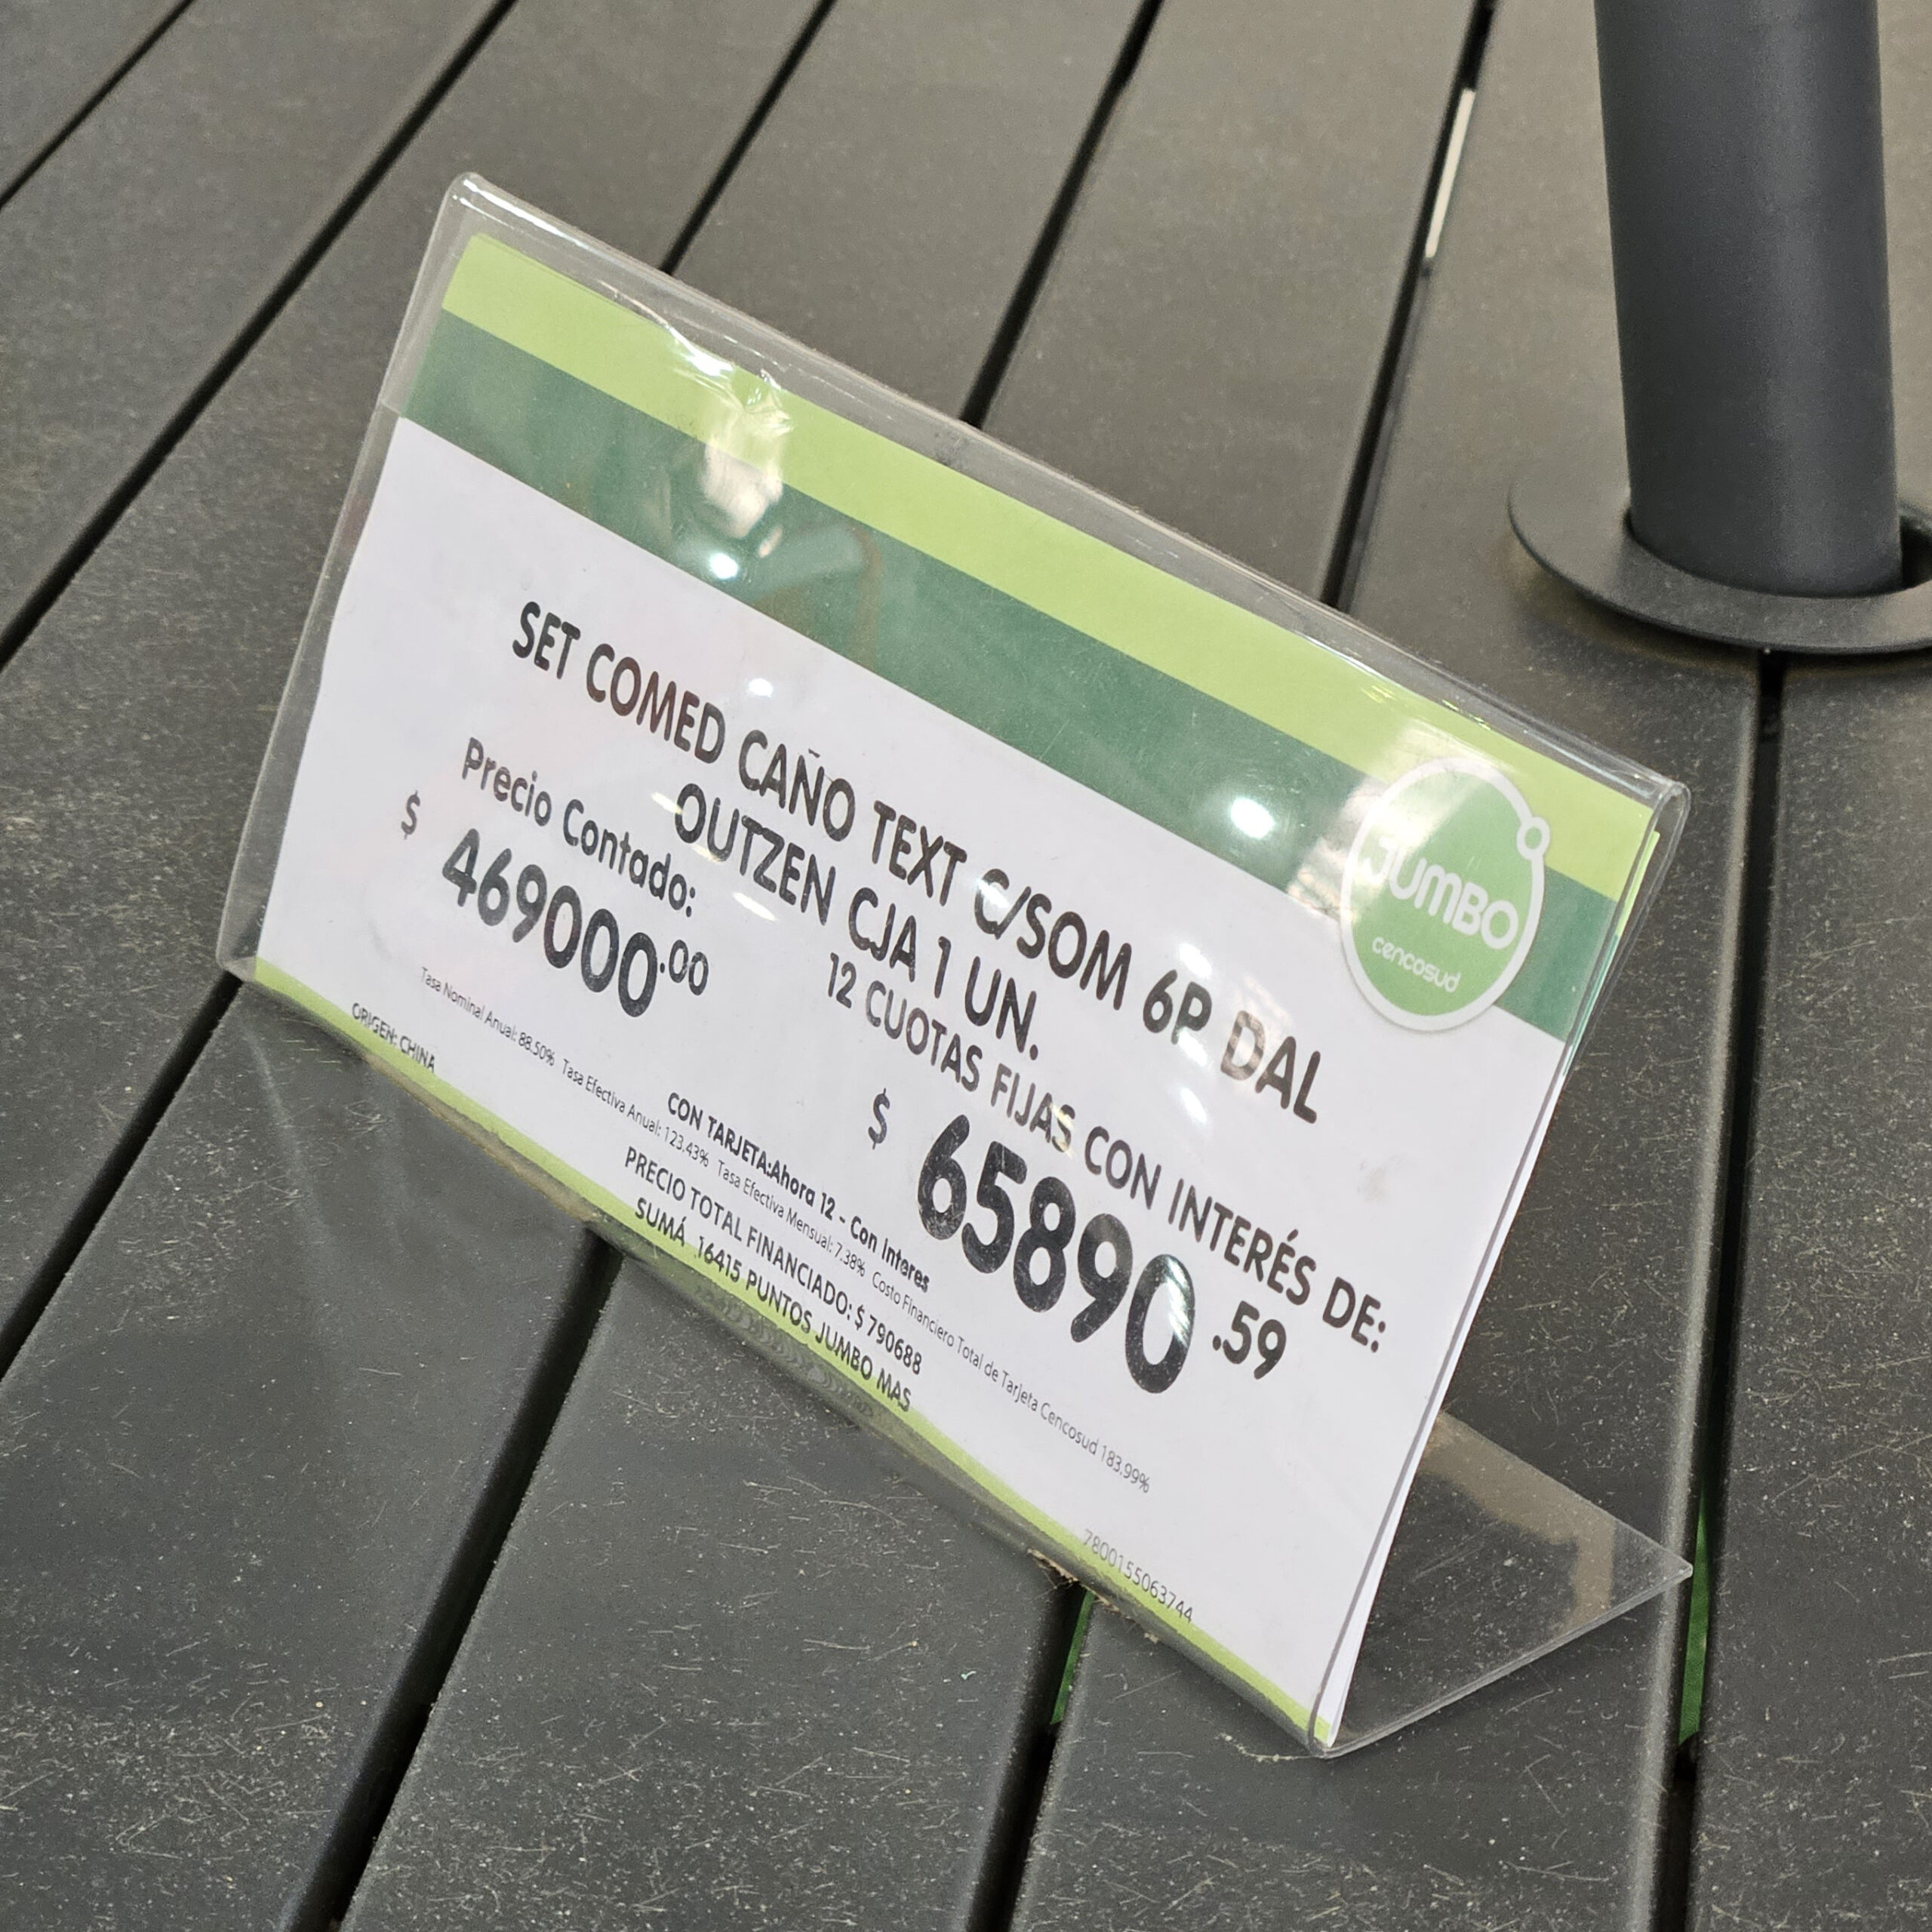 JUMBO
cencosud
SET COMED CAÑO TEXT C/SOM 6P DAL
OUTZEN CJA 1 UN.
Precio Contado:
$ 469000.00
12 CUOTAS FIJAS CON INTERÉS DE:
$ 65890.59
CON TARJETA:Ahora 12 - Con Interes
Tasa Nominal Anual: 88.50% Tasa Efectiva Anual: 123.43% Tasa Efectiva Mensual: 7.38% Costo Financiero Total de Tarjeta Cencosud 183.99%
PRECIO TOTAL FINANCIADO: $ 790688
SUMÁ 16415 PUNTOS JUMBO MAS
ORIGEN: CHINA
7800155063744